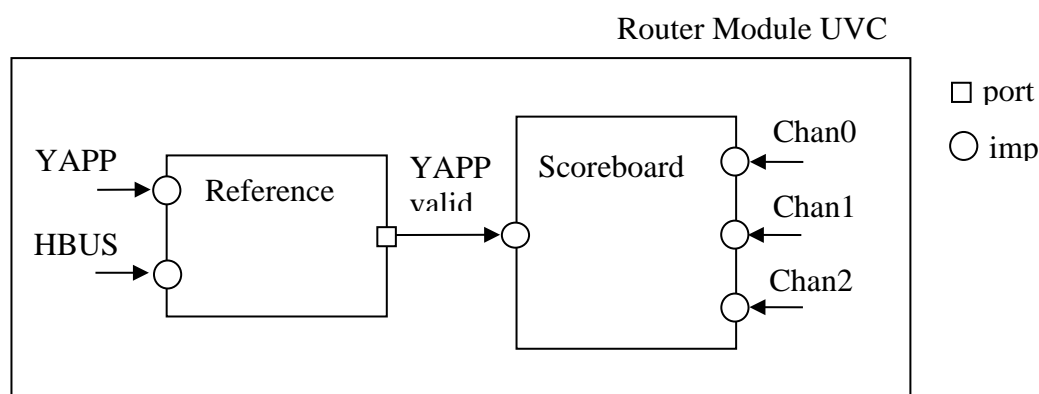 Router Module UVC
port
imp
YAPP
HBUS
Reference
YAPP
valid
Scoreboard
Chan0
Chan1
Chan2